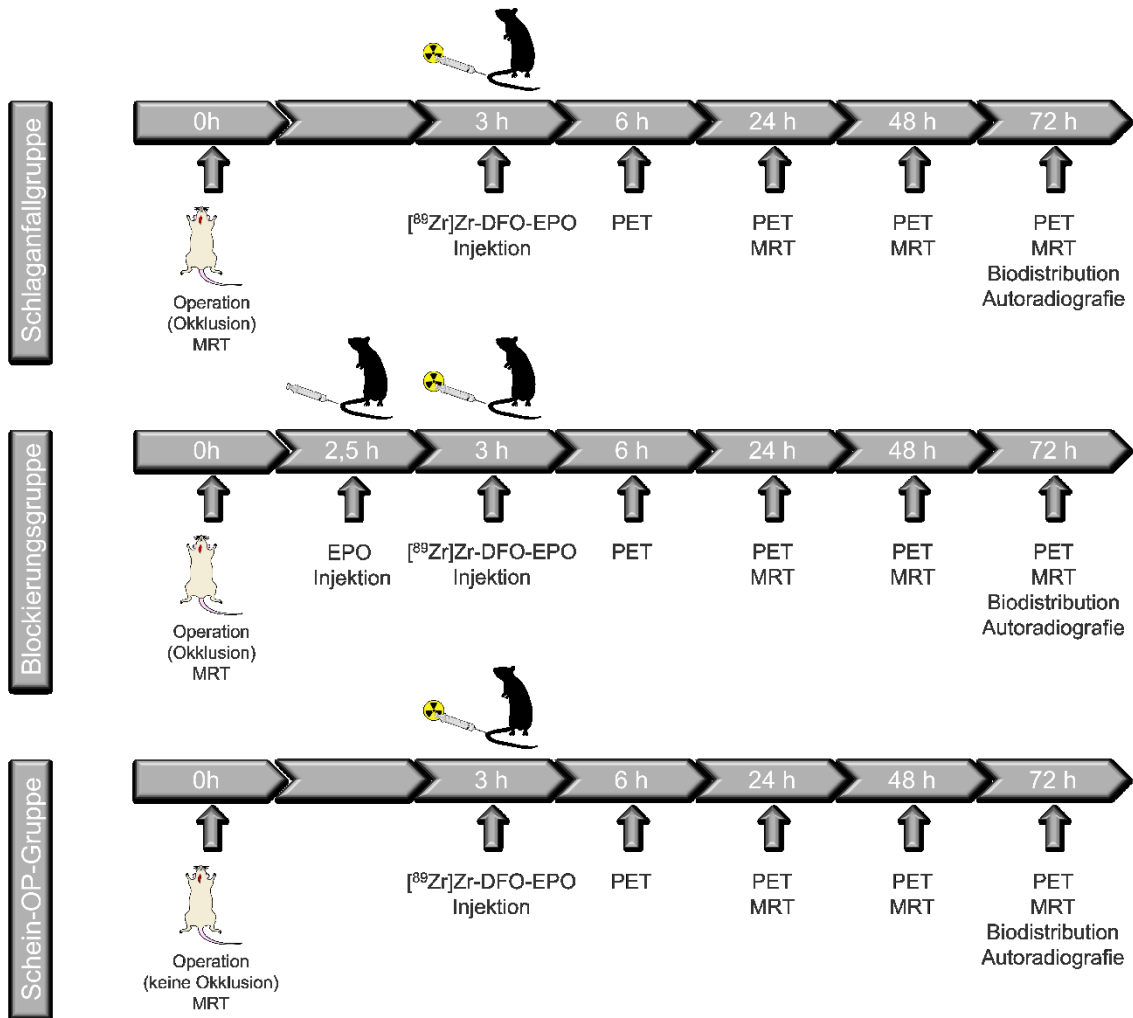 Schlaganfallgruppe
0h
3 h
6 h
24 h
48 h
72 h
Operation
(Okklusion)
MRT
[⁸⁹Zr]Zr-DFO-EPO
Injektion
PET
PET
MRT
PET
MRT
PET
MRT
Biodistribution
Autoradiografie
Blockierungsgruppe
0h
2,5 h
3 h
6 h
24 h
48 h
72 h
Operation
(Okklusion)
MRT
EPO
Injektion
[⁸⁹Zr]Zr-DFO-EPO
Injektion
PET
PET
MRT
PET
MRT
PET
MRT
Biodistribution
Autoradiografie
Schein-OP-Gruppe
0h
3 h
6 h
24 h
48 h
72 h
Operation
(keine Okklusion)
MRT
[⁸⁹Zr]Zr-DFO-EPO
Injektion
PET
PET
MRT
PET
MRT
PET
MRT
Biodistribution
Autoradiografie